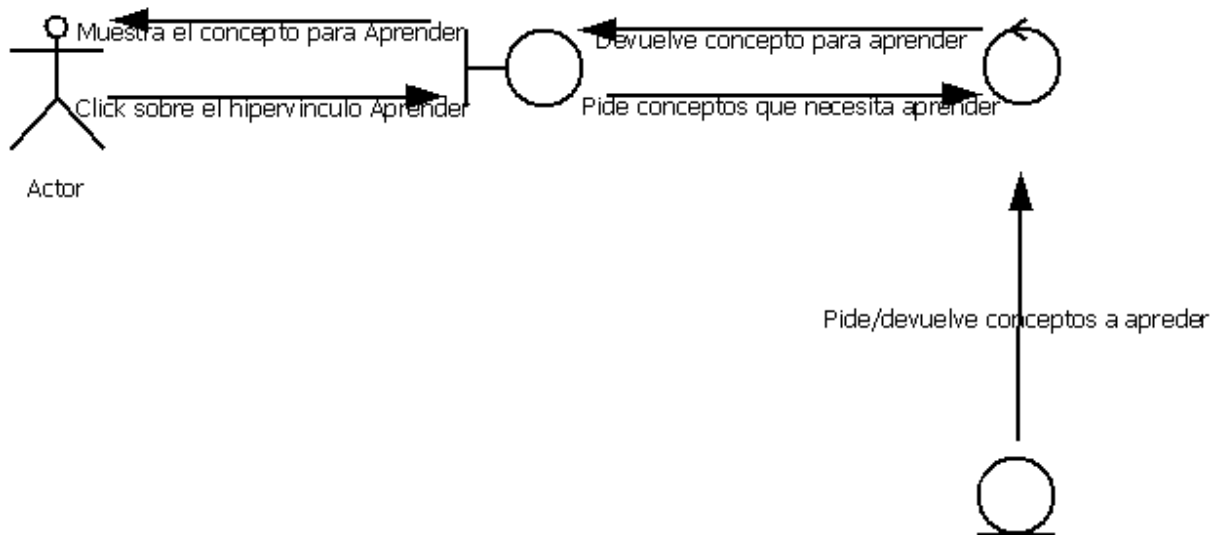 Muestra el concepto para Aprender
Devuelve concepto para aprender
Click sobre el hipervinculo Aprender
Pide conceptos que necesita aprender
Actor
Pide/devuelve conceptos a apreder